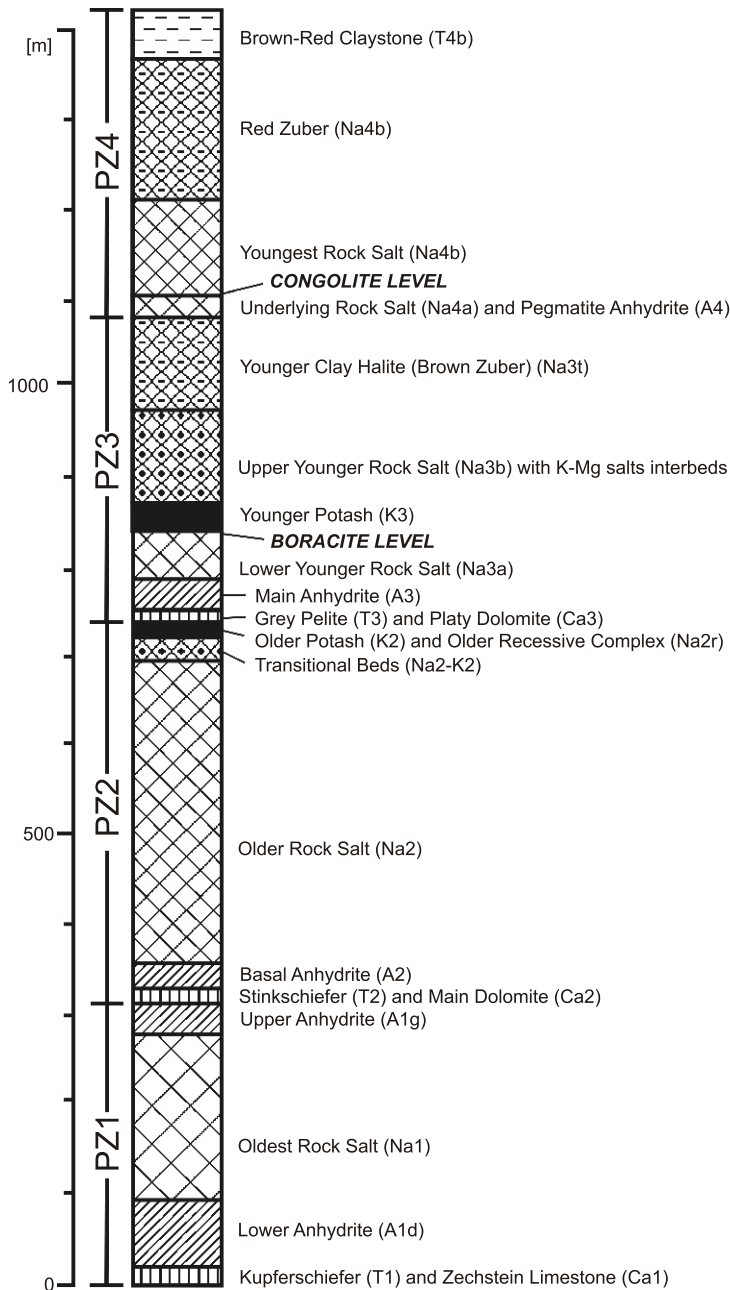 [m]
Brown-Red Claystone (T4b)
Red Zuber (Na4b)
PZ4
Youngest Rock Salt (Na4b)
CONGOLITE LEVEL
Underlying Rock Salt (Na4a) and Pegmatite Anhydrite (A4)
Younger Clay Halite (Brown Zuber) (Na3t)
1000
PZ3
Upper Younger Rock Salt (Na3b) with K-Mg salts interbeds
Younger Potash (K3)
BORACITE LEVEL
Lower Younger Rock Salt (Na3a)
Main Anhydrite (A3)
Grey Pelite (T3) and Platy Dolomite (Ca3)
Older Potash (K2) and Older Recessive Complex (Na2r)
Transitional Beds (Na2-K2)
PZ2
500
Older Rock Salt (Na2)
Basal Anhydrite (A2)
Stinkschiefer (T2) and Main Dolomite (Ca2)
Upper Anhydrite (A1g)
PZ1
Oldest Rock Salt (Na1)
Lower Anhydrite (A1d)
Kupferschiefer (T1) and Zechstein Limestone (Ca1)
0